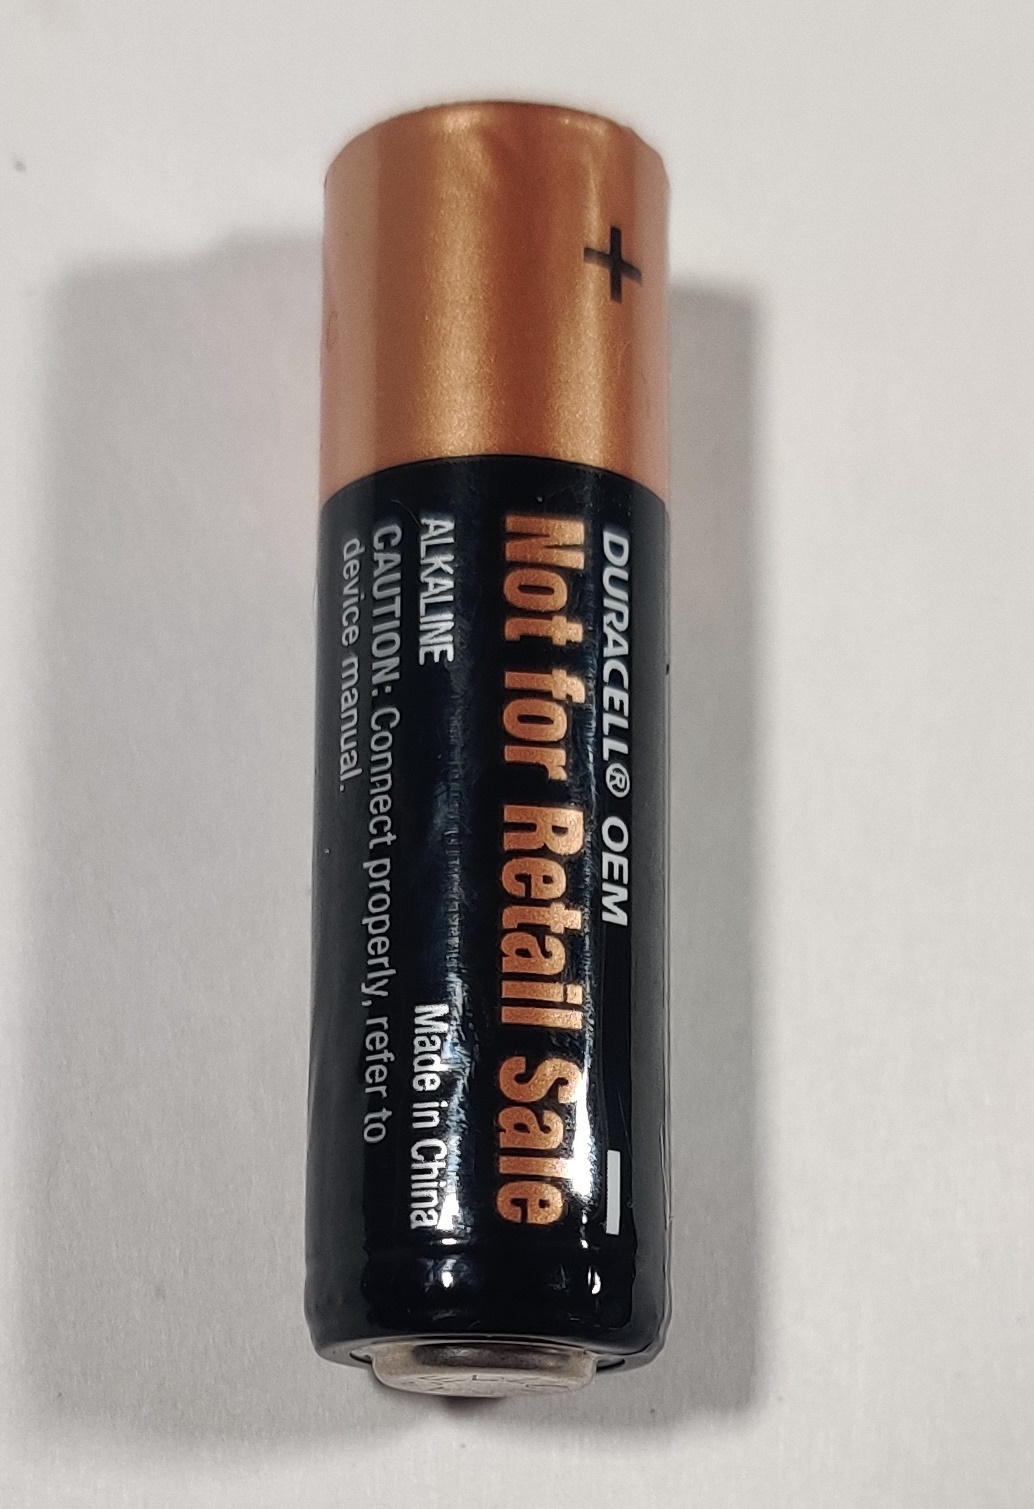 +
DURACELL® OEM
Not for Retail Sale
ALKALINE Made in China
CAUTION: Connect properly, refer to
device manual.